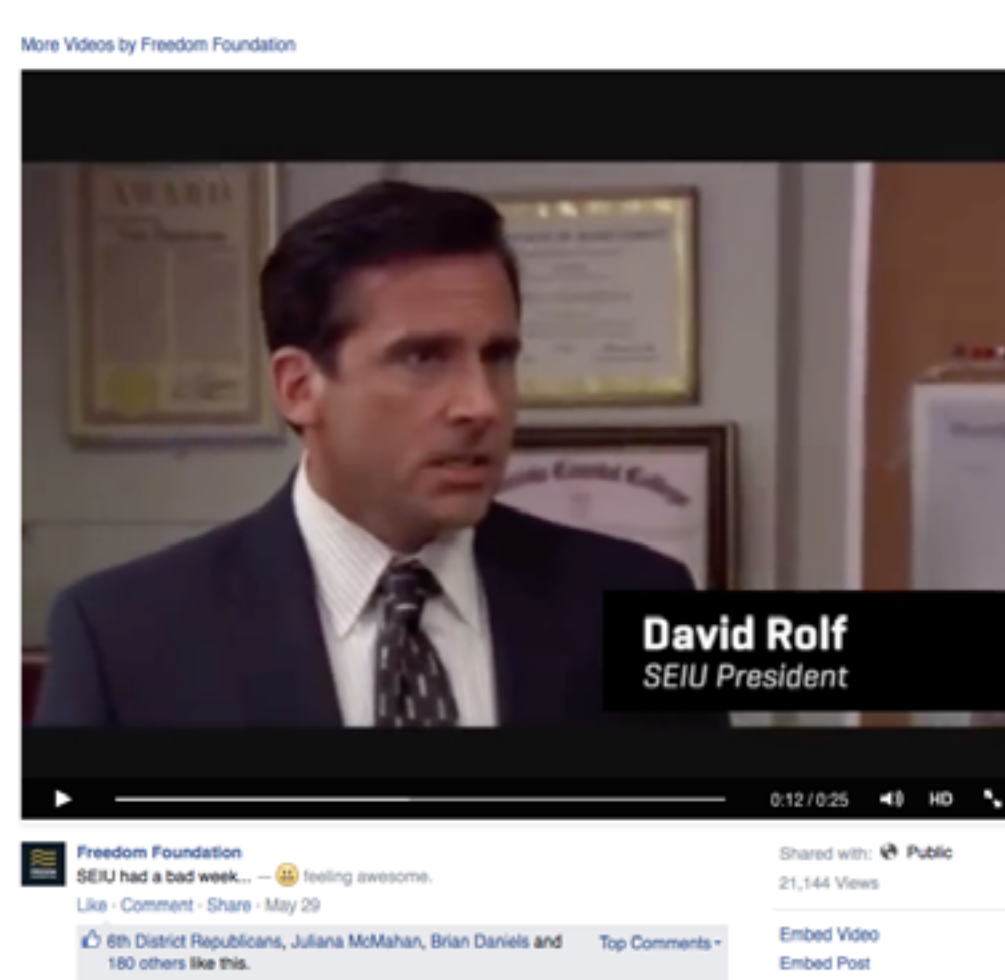 More Videos by Freedom Foundation
AWARD
David Rolf
SEIU President
0:12 / 0:25
HD
Freedom Foundation
SEIU had a bad week... — feeling awesome.
Like · Comment · Share · May 29
6th District Republicans, Juliana McMahan, Brian Daniels and
180 others like this.
Top Comments
Shared with: Public
21,144 Views
Embed Video
Embed Post